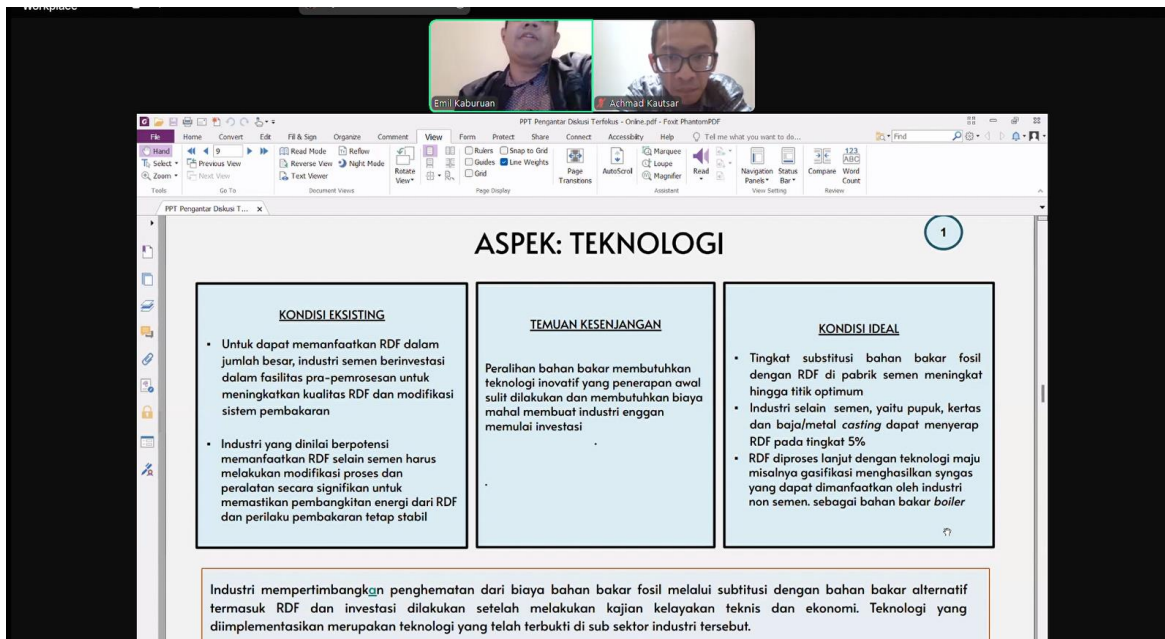 Workplace
Emil Kaburuan
Achmad Kautsar
PPT Pengantar Diskusi Terfokus - Online.pdf - Foxit PhantomPDF
File Home Convert Edit Fill & Sign Organize Comment View Form Protect Share Connect Accessibility Help Tell me what you want to do... Find
Hand 9 Read Mode Reflow Rulers Snap to Grid Marquee 123
Select Previous View Reverse View Night Mode Guides Line Weights Loupe ABC
Zoom Next View Text Viewer Rotate View Grid Page Transitions AutoScroll Magnifier Read Navigation Panels Status Bar Compare Word Count
Tools Go To Document Views Page Display Assistant View Setting Review
PPT Pengantar Diskusi T... x
ASPEK: TEKNOLOGI
1
KONDISI EKSISTING
▪ Untuk dapat memanfaatkan RDF dalam
jumlah besar, industri semen berinvestasi
dalam fasilitas pra-pemrosesan untuk
meningkatkan kualitas RDF dan modifikasi
sistem pembakaran
▪ Industri yang dinilai berpotensi
memanfaatkan RDF selain semen harus
melakukan modifikasi proses dan
peralatan secara signifikan untuk
memastikan pembangkitan energi dari RDF
dan perilaku pembakaran tetap stabil
TEMUAN KESENJANGAN
Peralihan bahan bakar membutuhkan
teknologi inovatif yang penerapan awal
sulit dilakukan dan membutuhkan biaya
mahal membuat industri enggan
memulai investasi
KONDISI IDEAL
▪ Tingkat substitusi bahan bakar fosil
dengan RDF di pabrik semen meningkat
hingga titik optimum
▪ Industri selain semen, yaitu pupuk, kertas
dan baja/metal casting dapat menyerap
RDF pada tingkat 5%
▪ RDF diproses lanjut dengan teknologi maju
misalnya gasifikasi menghasilkan syngas
yang dapat dimanfaatkan oleh industri
non semen. sebagai bahan bakar boiler
Industri mempertimbangkan penghematan dari biaya bahan bakar fosil melalui subtitusi dengan bahan bakar alternatif
termasuk RDF dan investasi dilakukan setelah melakukan kajian kelayakan teknis dan ekonomi. Teknologi yang
diimplementasikan merupakan teknologi yang telah terbukti di sub sektor industri tersebut.